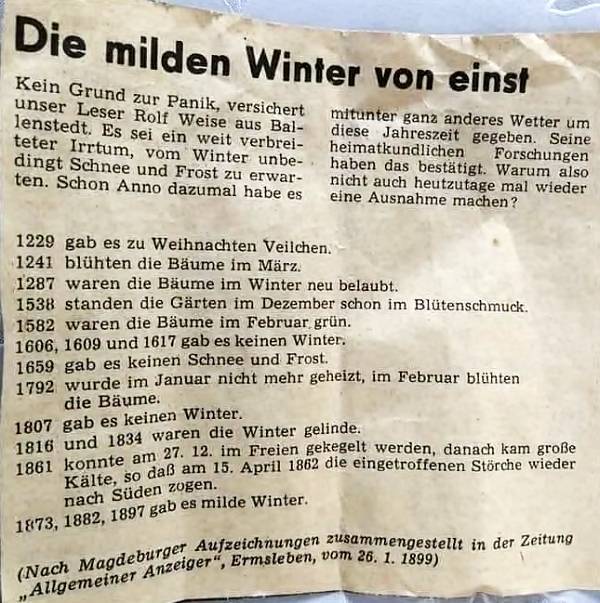 Die milden Winter von einst
Kein Grund zur Panik, versichert
unser Leser Rolf Weise aus Bal-
lenstedt. Es sei ein weit verbrei-
teter Irrtum, vom Winter unbe-
dingt Schnee und Frost zu erwar-
ten. Schon Anno dazumal habe es
mitunter ganz anderes Wetter um
diese Jahreszeit gegeben. Seine
heimatkundlichen Forschungen
haben das bestätigt. Warum also
nicht auch heutzutage mal wieder
eine Ausnahme machen?
1229 gab es zu Weihnachten Veilchen.
1241 blühten die Bäume im März.
1287 waren die Bäume im Winter neu belaubt.
1538 standen die Gärten im Dezember schon im Blütenschmuck.
1582 waren die Bäume im Februar grün.
1606, 1609 und 1617 gab es keinen Winter.
1659 gab es keinen Schnee und Frost.
1792 wurde im Januar nicht mehr geheizt, im Februar blühten
die Bäume.
1807 gab es keinen Winter.
1816 und 1834 waren die Winter gelinde.
1861 konnte am 27. 12. im Freien gekegelt werden, danach kam große
Kälte, so daß am 15. April 1862 die eingetroffenen Störche wieder
nach Süden zogen.
1873, 1882, 1897 gab es milde Winter.
(Nach Magdeburger Aufzeichnungen zusammengestellt in der Zeitung
„Allgemeiner Anzeiger“, Ermsleben, vom 26. 1. 1899)